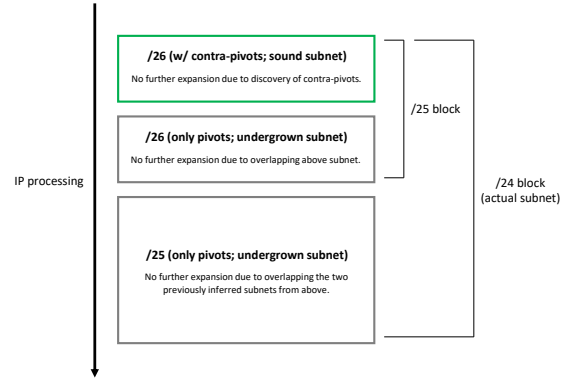 /26 (w/ contra-pivots; sound subnet)
No further expansion due to discovery of contra-pivots.
/26 (only pivots; undergrown subnet)
No further expansion due to overlapping above subnet.
/25 block
IP processing
/24 block
(actual subnet)
/25 (only pivots; undergrown subnet)
No further expansion due to overlapping the two
previously inferred subnets from above.